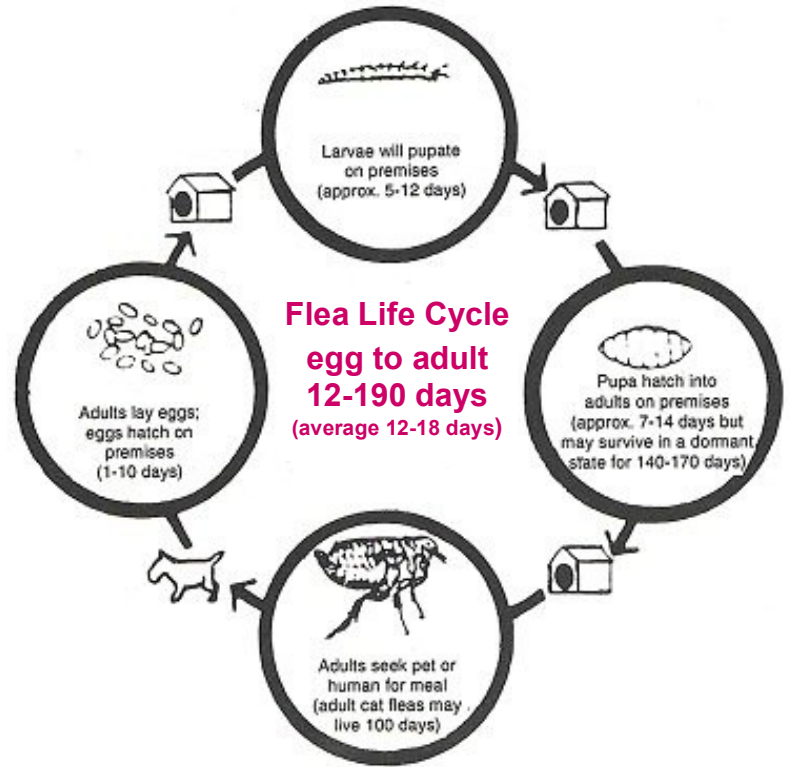 Larvae will pupate
on premises
(approx. 5-12 days)
Flea Life Cycle
egg to adult
12-190 days
(average 12-18 days)
Pupa hatch into
adults on premises
(approx. 7-14 days but
may survive in a dormant
state for 140-170 days)
Adults seek pet or
human for meal
(adult cat fleas may
live 100 days)
Adults lay eggs;
eggs hatch on
premises
(1-10 days)